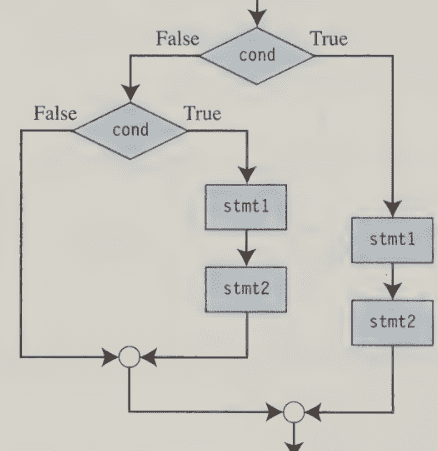 False
True
cond
False
True
cond
stmt1
stmt1
stmt2
stmt2